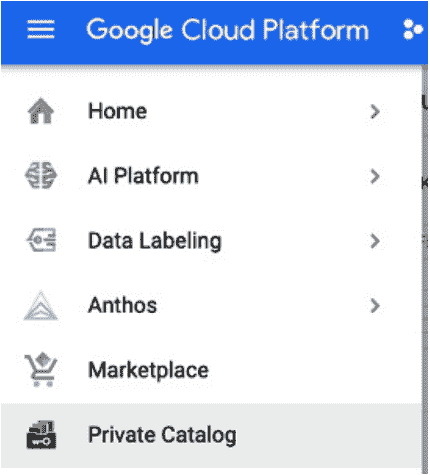 Google Cloud Platform
Home
AI Platform
Data Labeling
Anthos
Marketplace
Private Catalog